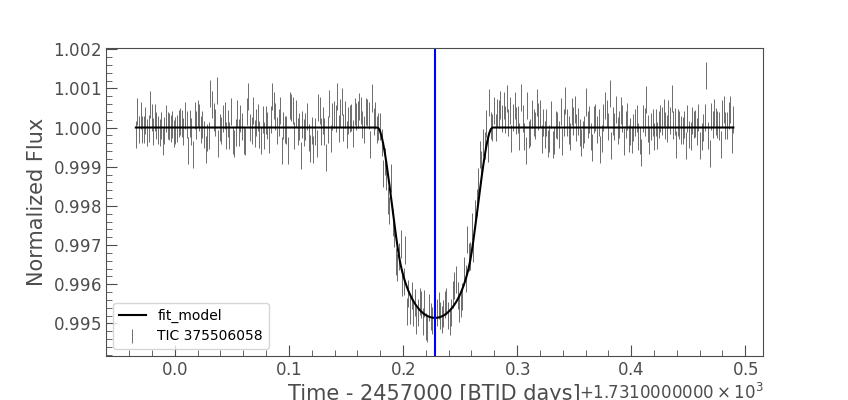 1.002
1.001
1.000
0.999
0.998
0.997
0.996
0.995
Normalized Flux
fit_model
TIC 375506058
0.0 0.1 0.2 0.3 0.4 0.5
Time - 2457000 [BTJD days]
+1.7310000000 × 10³